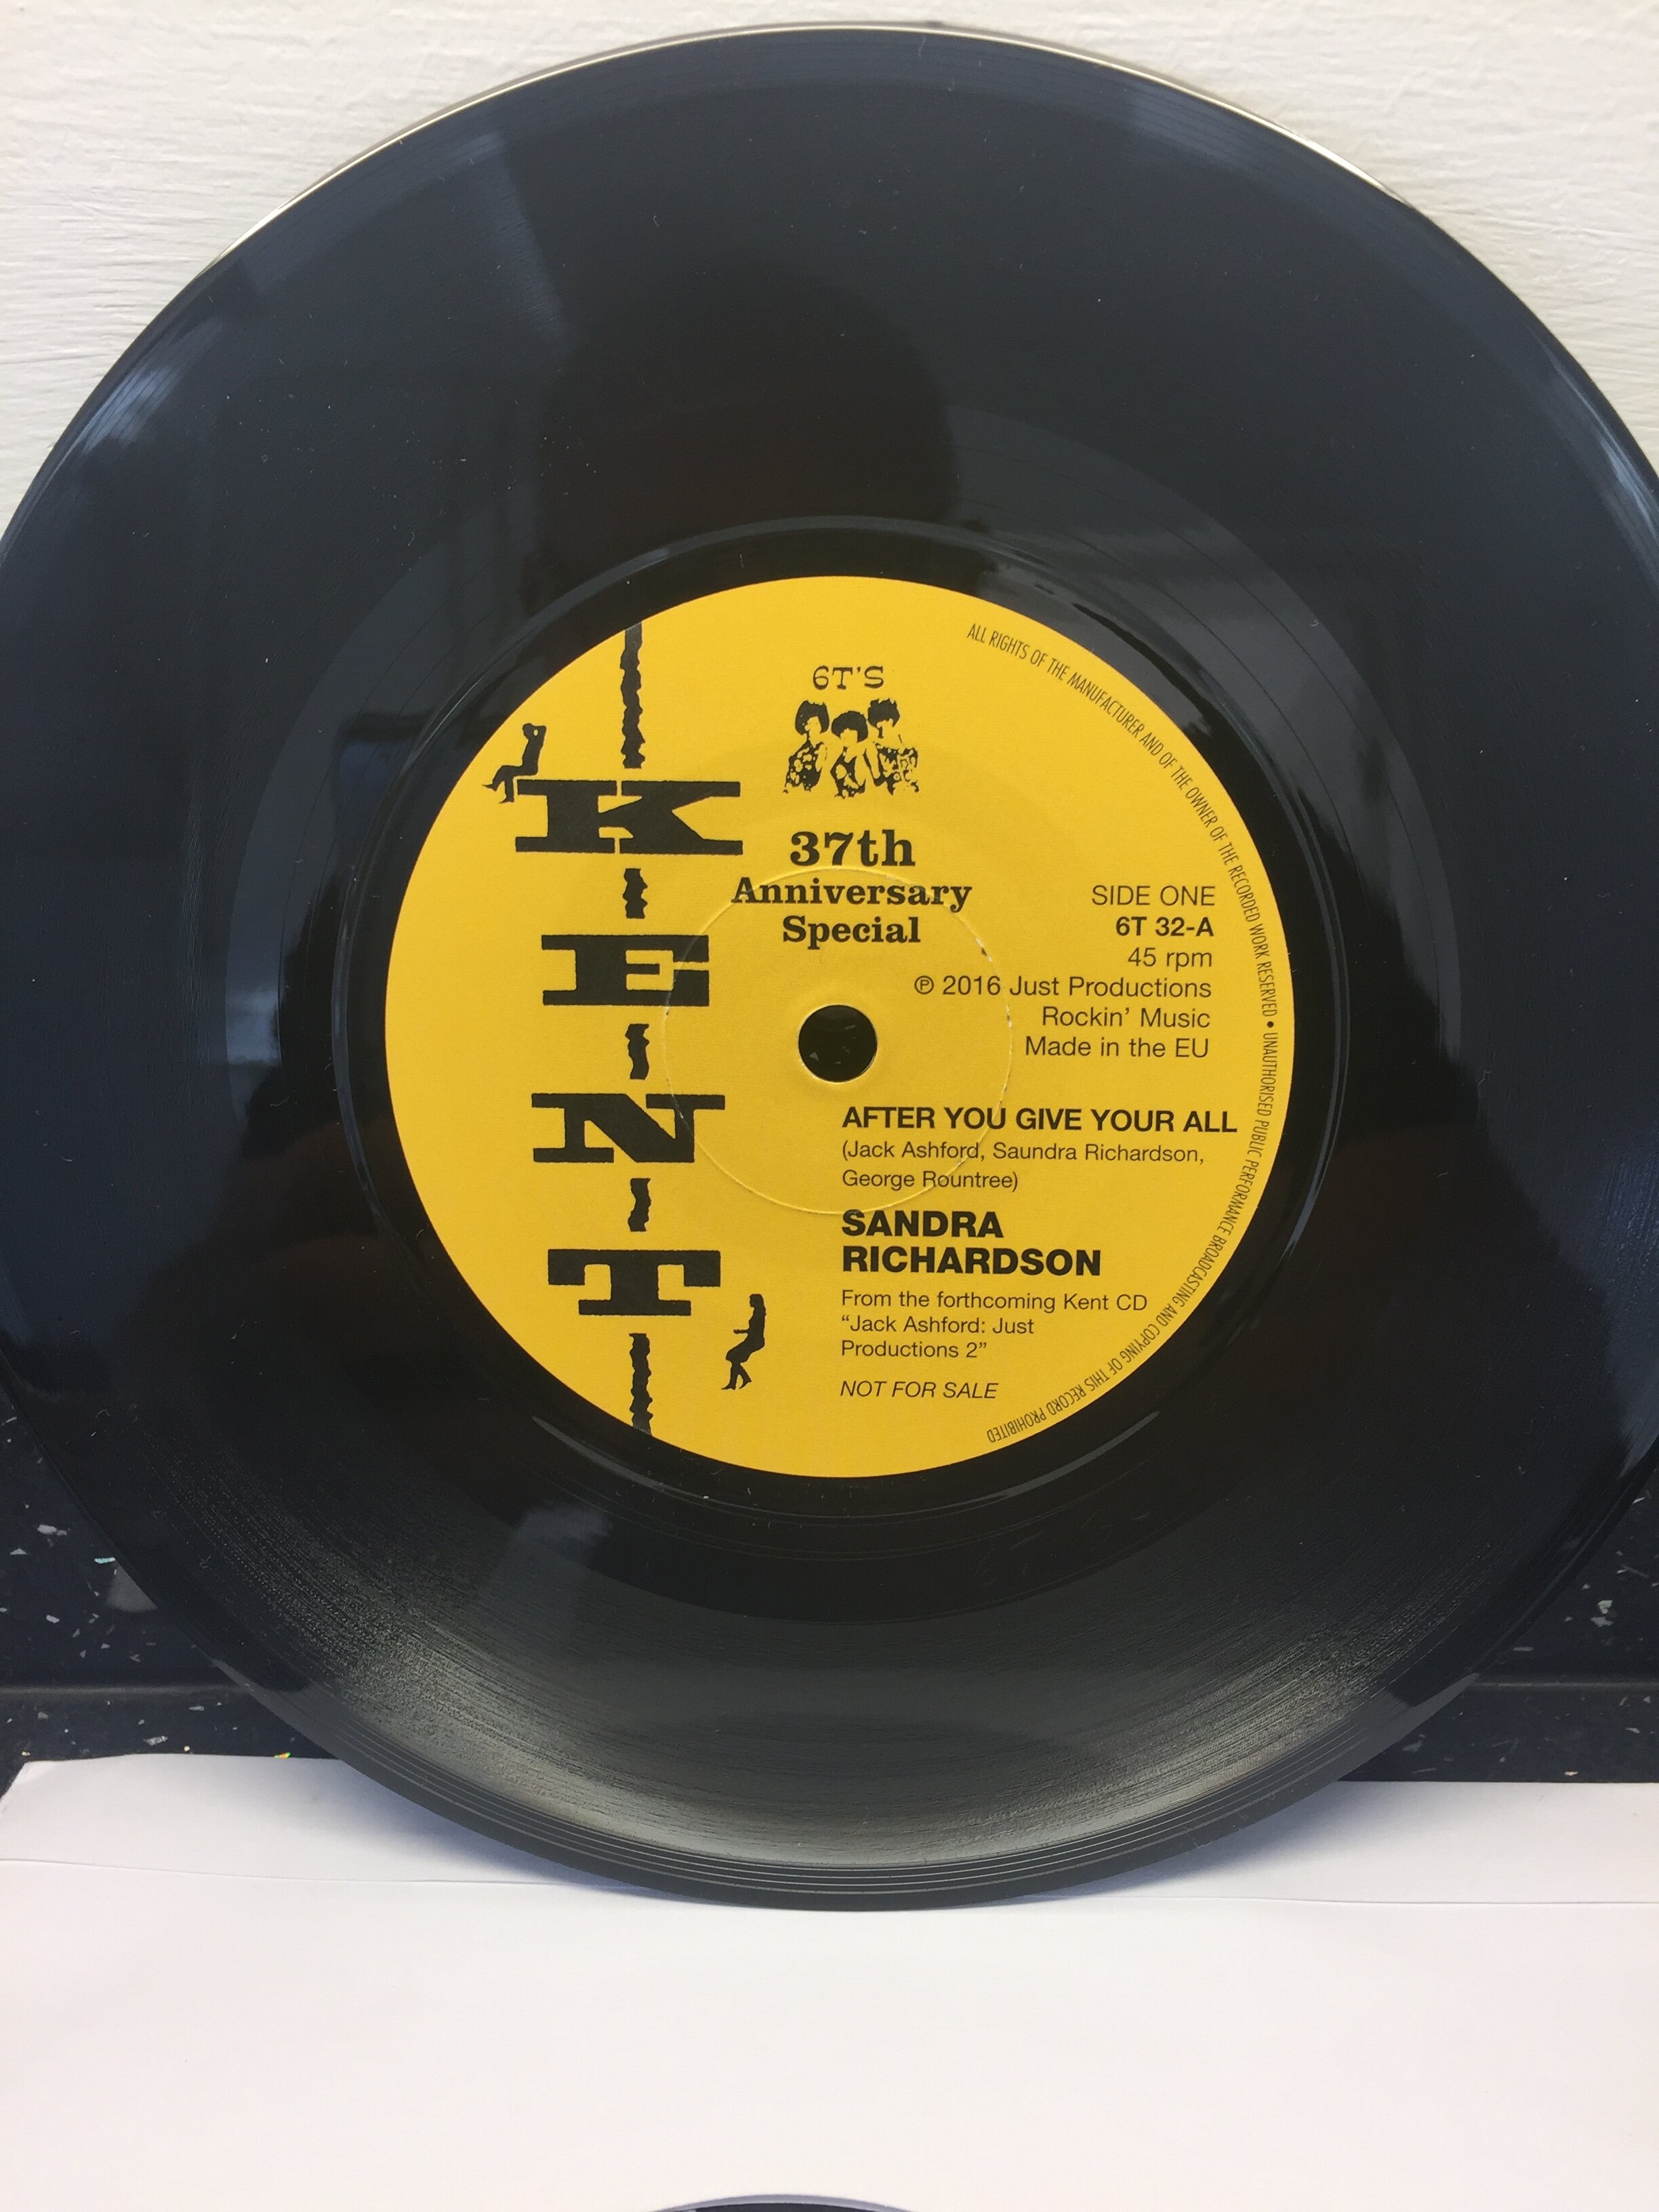 6T'S
KENT
37th
Anniversary
Special
SIDE ONE
6T 32-A
45 rpm
℗ 2016 Just Productions
Rockin' Music
Made in the EU
AFTER YOU GIVE YOUR ALL
(Jack Ashford, Saundra Richardson,
George Rountree)
SANDRA
RICHARDSON
From the forthcoming Kent CD
“Jack Ashford: Just
Productions 2”
NOT FOR SALE
ALL RIGHTS OF THE MANUFACTURER AND OF THE OWNER OF THE RECORDED WORK RESERVED • UNAUTHORISED PUBLIC PERFORMANCE BROADCASTING AND COPYING OF THIS RECORD PROHIBITED